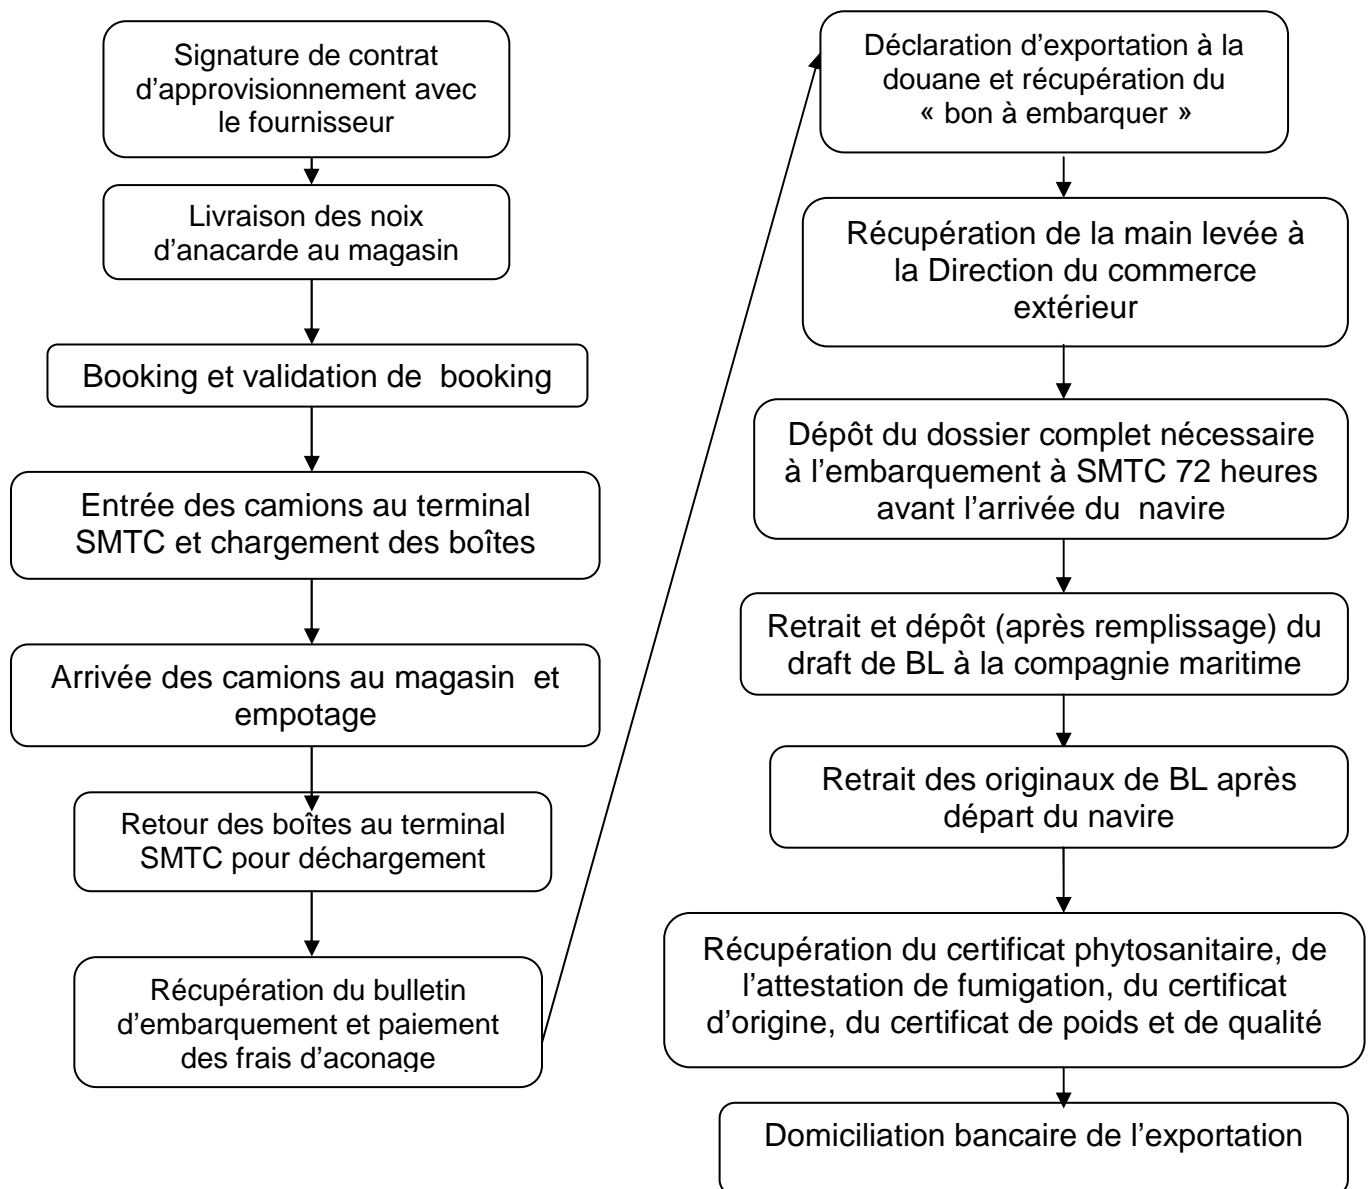 Signature de contrat
d'approvisionnement avec
le fournisseur
Livraison des noix
d'anacarde au magasin
Booking et validation de booking
Entrée des camions au terminal
SMTC et chargement des boîtes
Arrivée des camions au magasin et
empotage
Retour des boîtes au terminal
SMTC pour déchargement
Récupération du bulletin
d'embarquement et paiement
des frais d'aconage
Déclaration d'exportation à la
douane et récupération du
« bon à embarquer »
Récupération de la main levée à
la Direction du commerce
extérieur
Dépôt du dossier complet nécessaire
à l'embarquement à SMTC 72 heures
avant l'arrivée du navire
Retrait et dépôt (après remplissage) du
draft de BL à la compagnie maritime
Retrait des originaux de BL après
départ du navire
Récupération du certificat phytosanitaire, de
l'attestation de fumigation, du certificat
d'origine, du certificat de poids et de qualité
Domiciliation bancaire de l'exportation